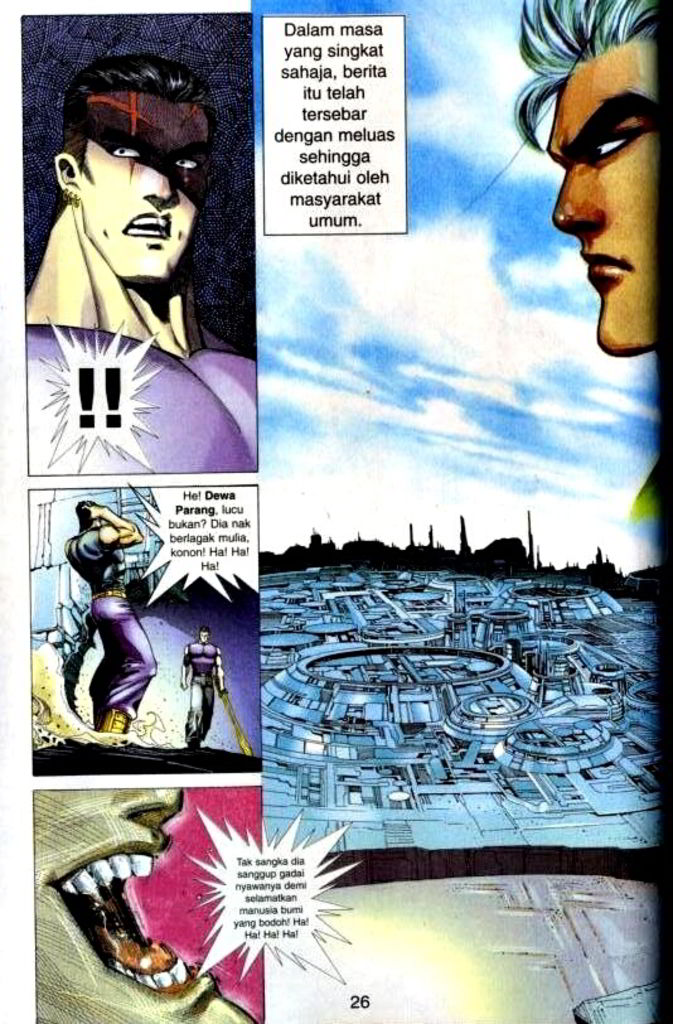 !!
Dalam masa
yang singkat
sahaja, berita
itu telah
tersebar
dengan meluas
sehingga
diketahui oleh
masyarakat
umum.
He! Dewa
Parang, lucu
bukan? Dia nak
berlagak mulia,
konon! Ha! Ha!
Ha!
Tak sangka dia
sanggup gadai
nyawanya demi
selamatkan
manusia bumi
yang bodoh! Ha!
Ha! Ha! Ha!
26